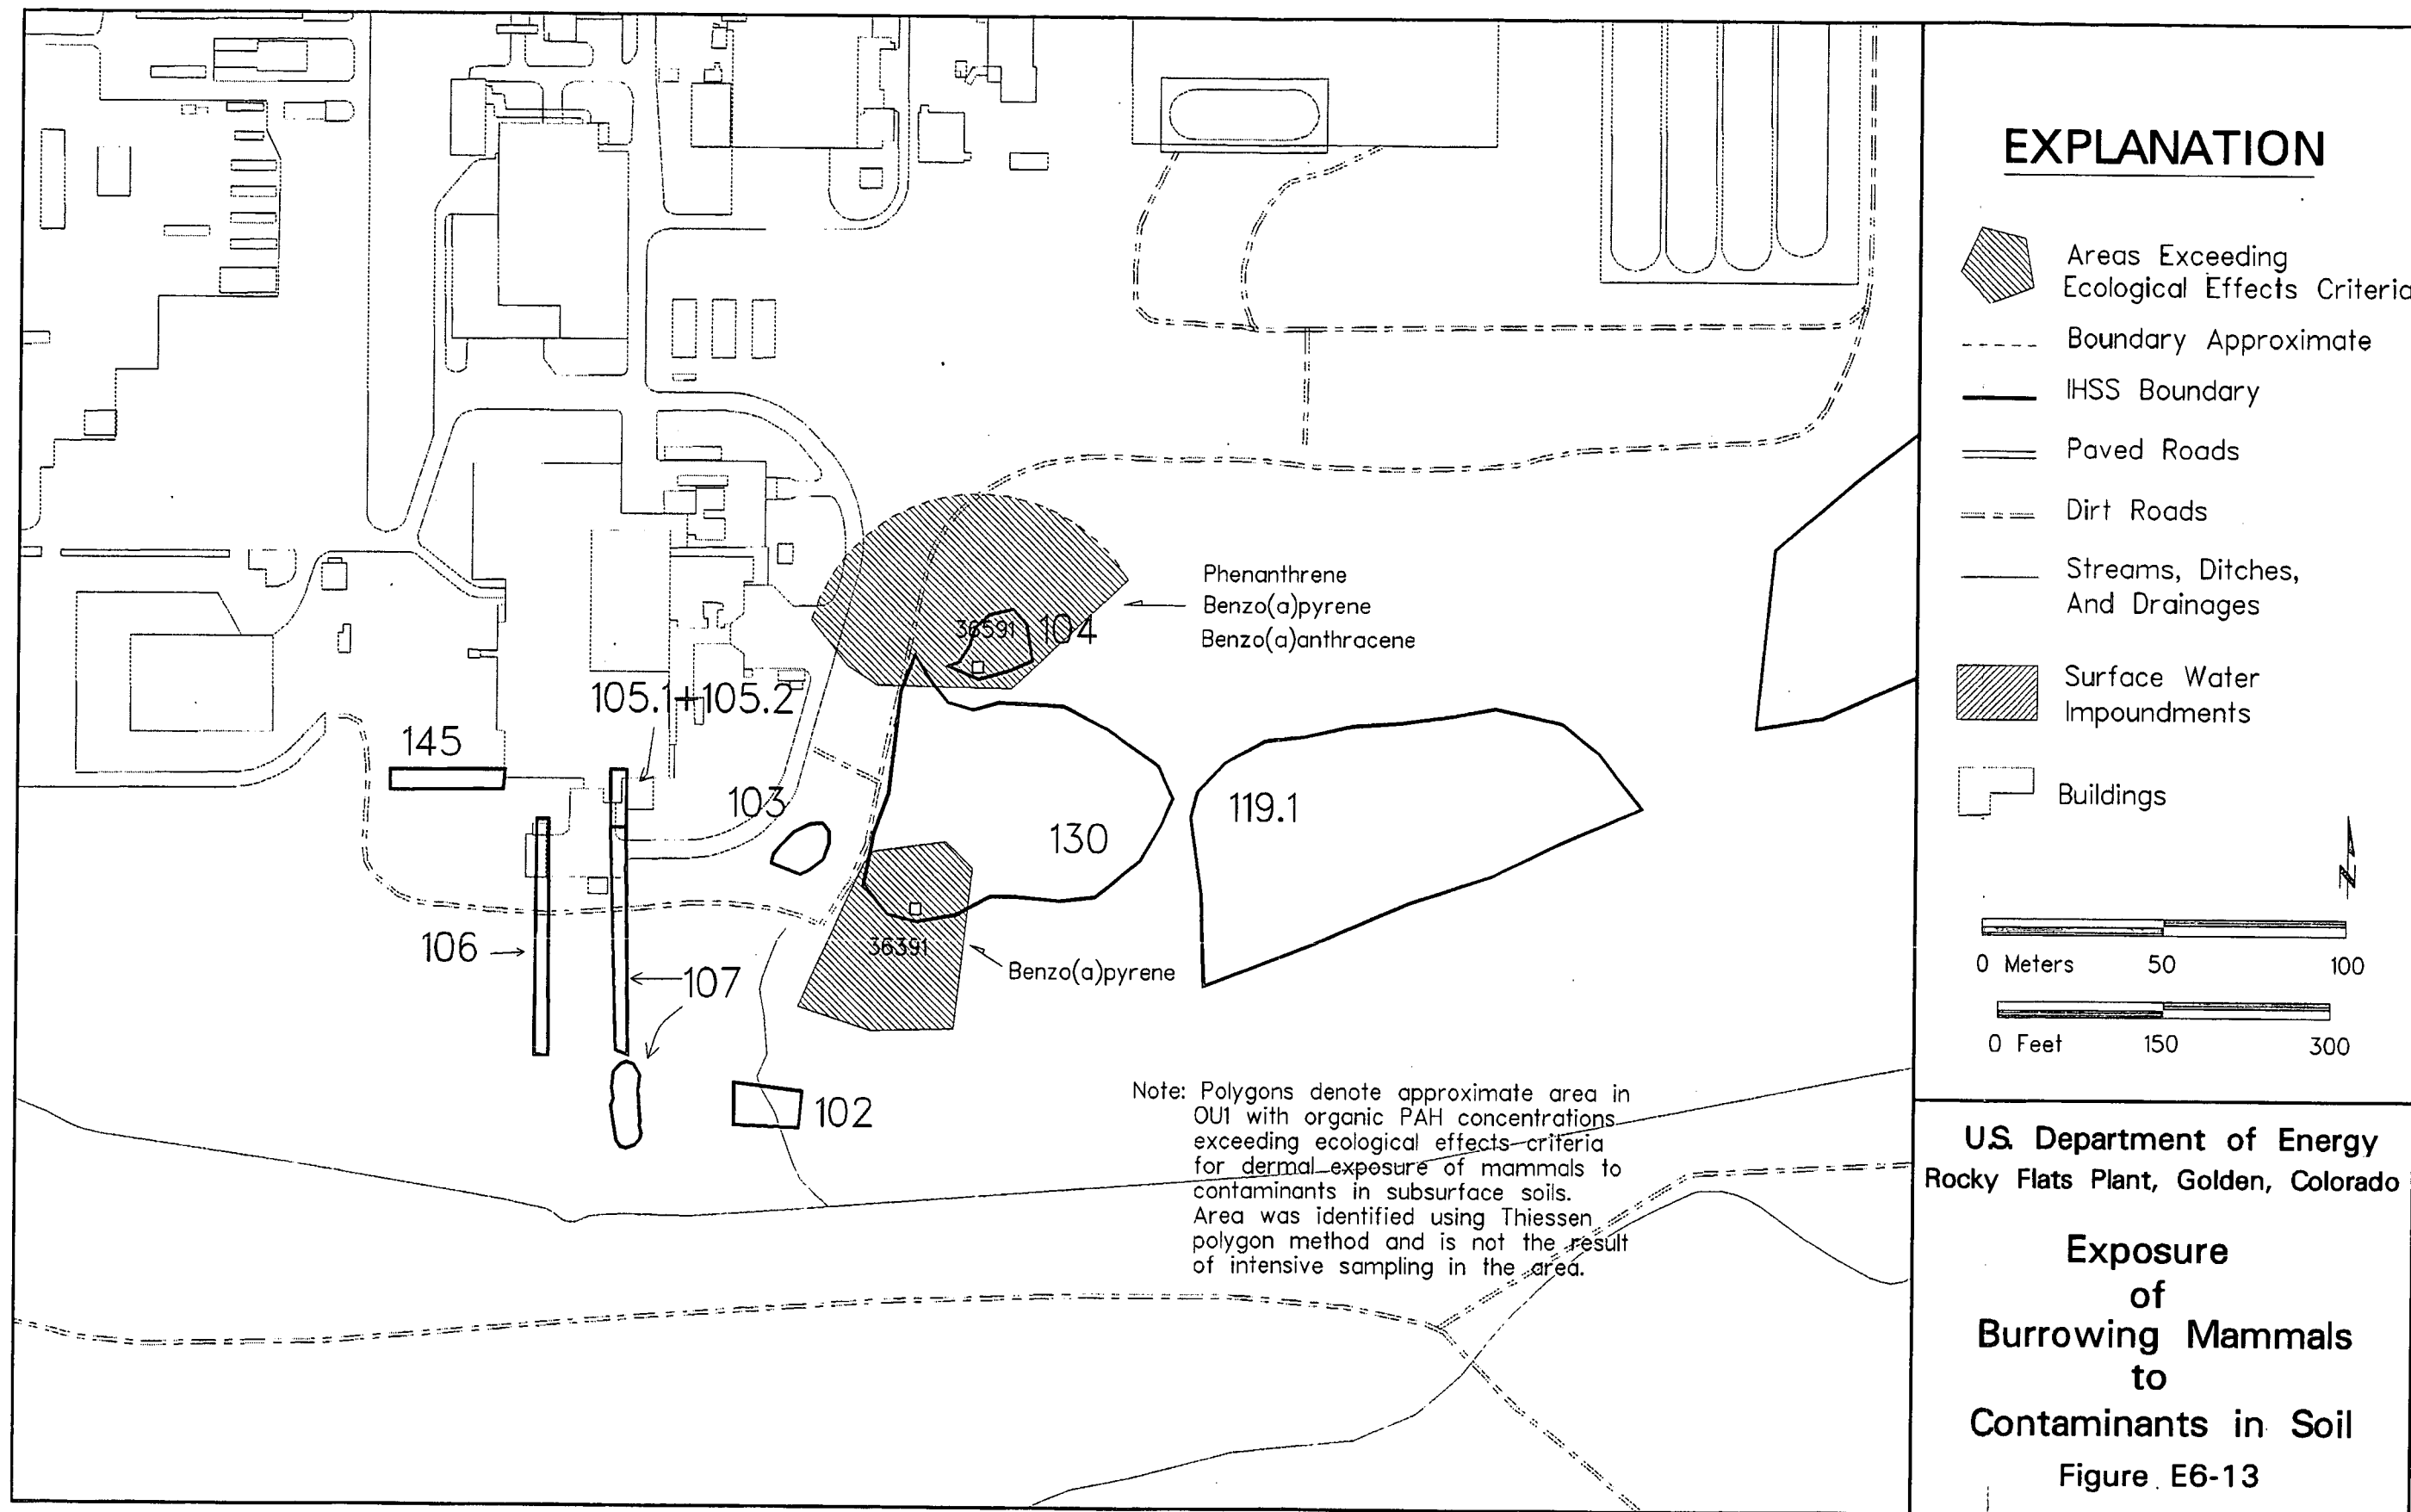 EXPLANATION
Areas Exceeding
Ecological Effects Criteria
Boundary Approximate
IHSS Boundary
Paved Roads
Dirt Roads
Streams, Ditches,
And Drainages
Surface Water
Impoundments
Buildings
N
0 Meters 50 100
0 Feet 150 300
U.S. Department of Energy
Rocky Flats Plant, Golden, Colorado
Exposure
of
Burrowing Mammals
to
Contaminants in Soil
Figure E6-13
Phenanthrene
Benzo(a)pyrene
Benzo(a)anthracene
36591
104
105.1+105.2
145
103
130
119.1
106
107
36391
Benzo(a)pyrene
102
Note: Polygons denote approximate area in
OU1 with organic PAH concentrations
exceeding ecological effects criteria
for dermal exposure of mammals to
contaminants in subsurface soils.
Area was identified using Thiessen
polygon method and is not the result
of intensive sampling in the area.